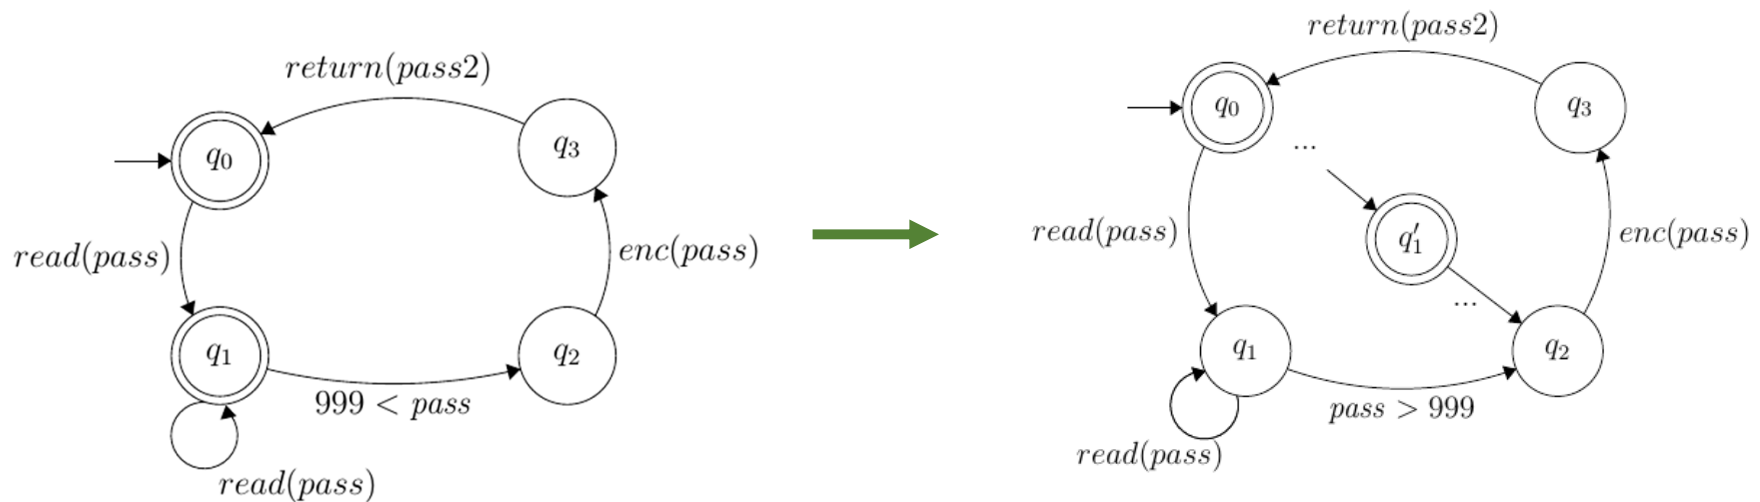 return(pass2)
q0
q3
read(pass)
enc(pass)
q1
q2
999 < pass
read(pass)
return(pass2)
q0
q3
...
read(pass)
q1′
enc(pass)
...
q1
q2
pass > 999
read(pass)